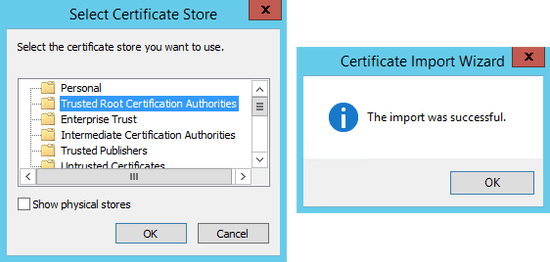 Select Certificate Store
X
Select the certificate store you want to use.
Personal
Trusted Root Certification Authorities
Enterprise Trust
Intermediate Certification Authorities
Trusted Publishers
Untrusted Certificates
Show physical stores
OK
Cancel
Certificate Import Wizard
X
The import was successful.
OK